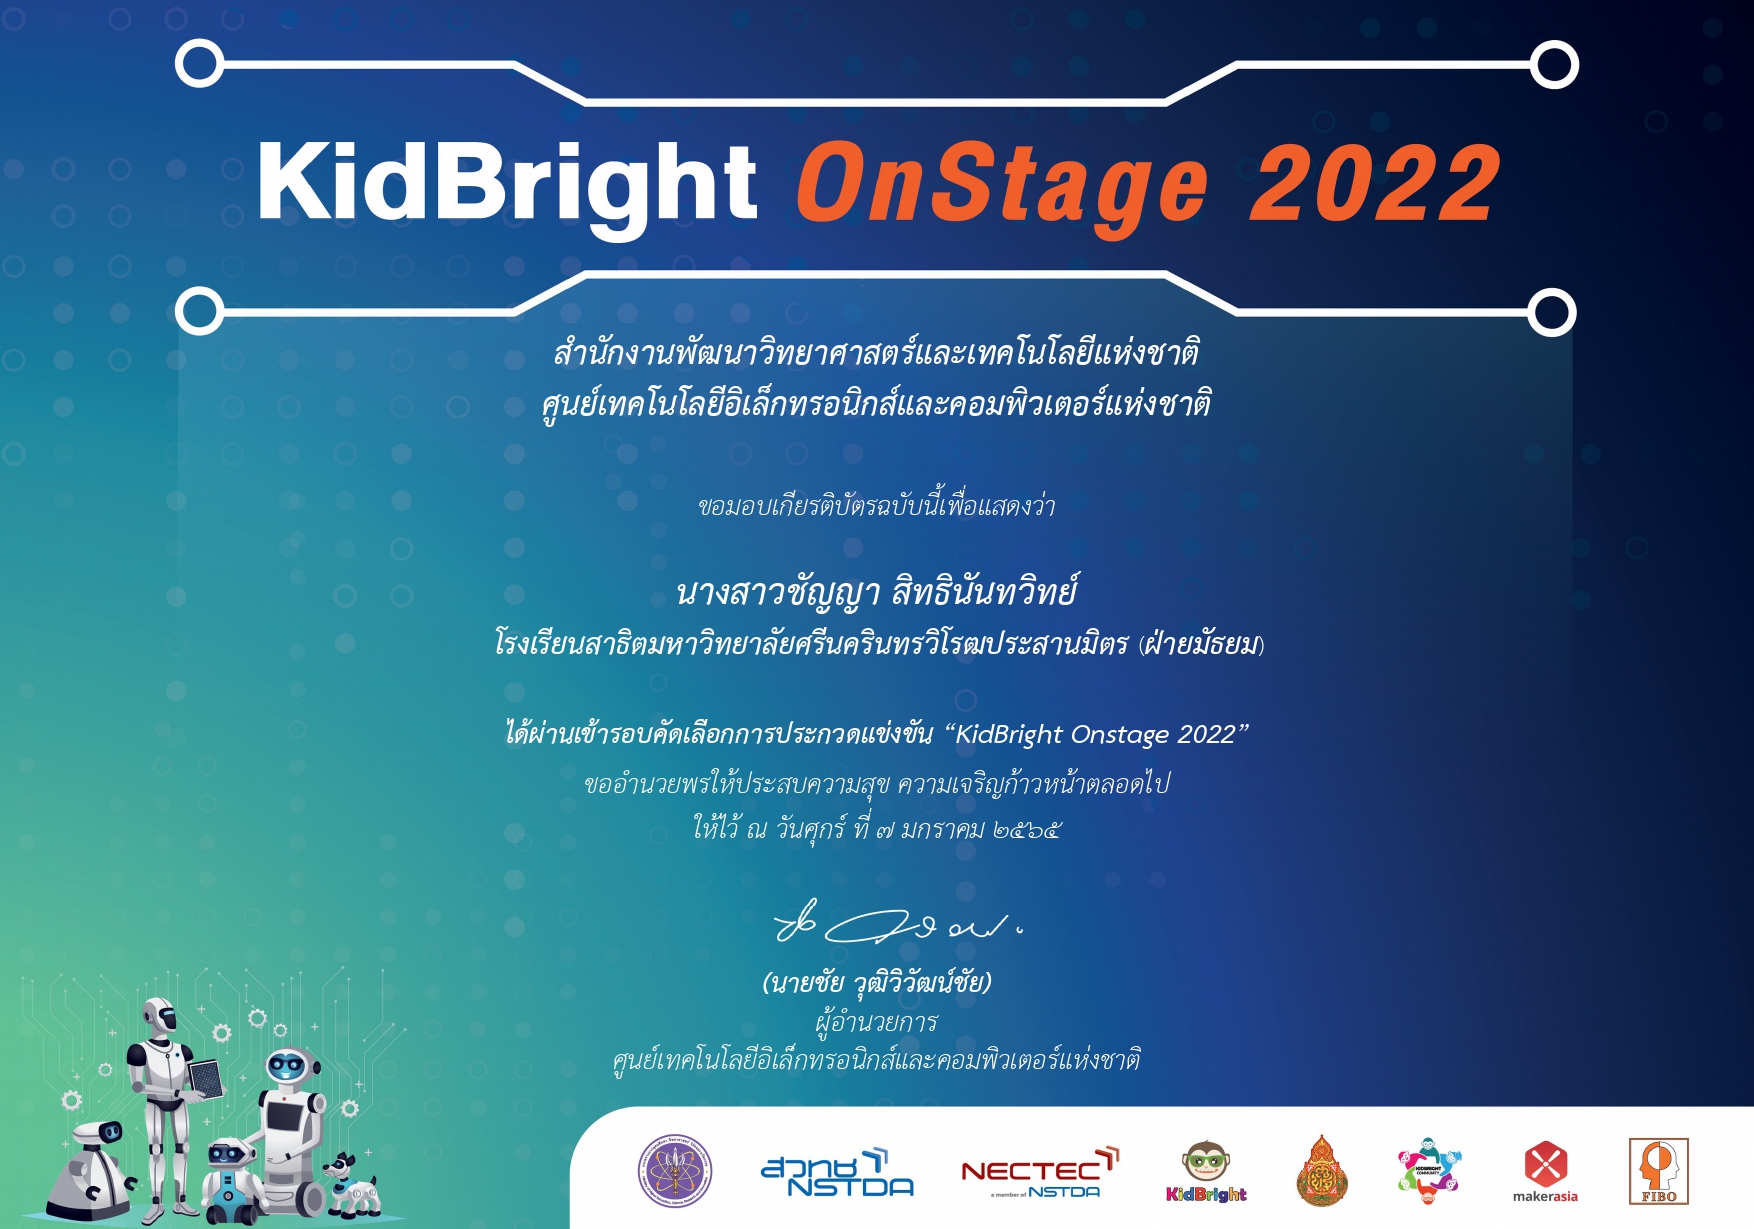 KidBright OnStage 2022
สำนักงานพัฒนาวิทยาศาสตร์และเทคโนโลยีแห่งชาติ
ศูนย์เทคโนโลยีอิเล็กทรอนิกส์และคอมพิวเตอร์แห่งชาติ
ขอมอบเกียรติบัตรฉบับนี้เพื่อแสดงว่า
นางสาวชัญญา สิทธินันทวิทย์
โรงเรียนสาธิตมหาวิทยาลัยศรีนครินทรวิโรฒประสานมิตร (ฝ่ายมัธยม)
ได้ผ่านเข้ารอบคัดเลือกการประกวดแข่งขัน “KidBright Onstage 2022”
ขออำนวยพรให้ประสบความสุข ความเจริญก้าวหน้าตลอดไป
ให้ไว้ ณ วันศุกร์ ที่ ๗ มกราคม ๒๕๖๕
(นายชัย วุฒิวิวัฒน์ชัย)
ผู้อำนวยการ
ศูนย์เทคโนโลยีอิเล็กทรอนิกส์และคอมพิวเตอร์แห่งชาติ
สวทช
NSTDA
NECTEC
a member of NSTDA
KidBright
KIDBRIGHT
COMMUNITY
makerasia
FIBO